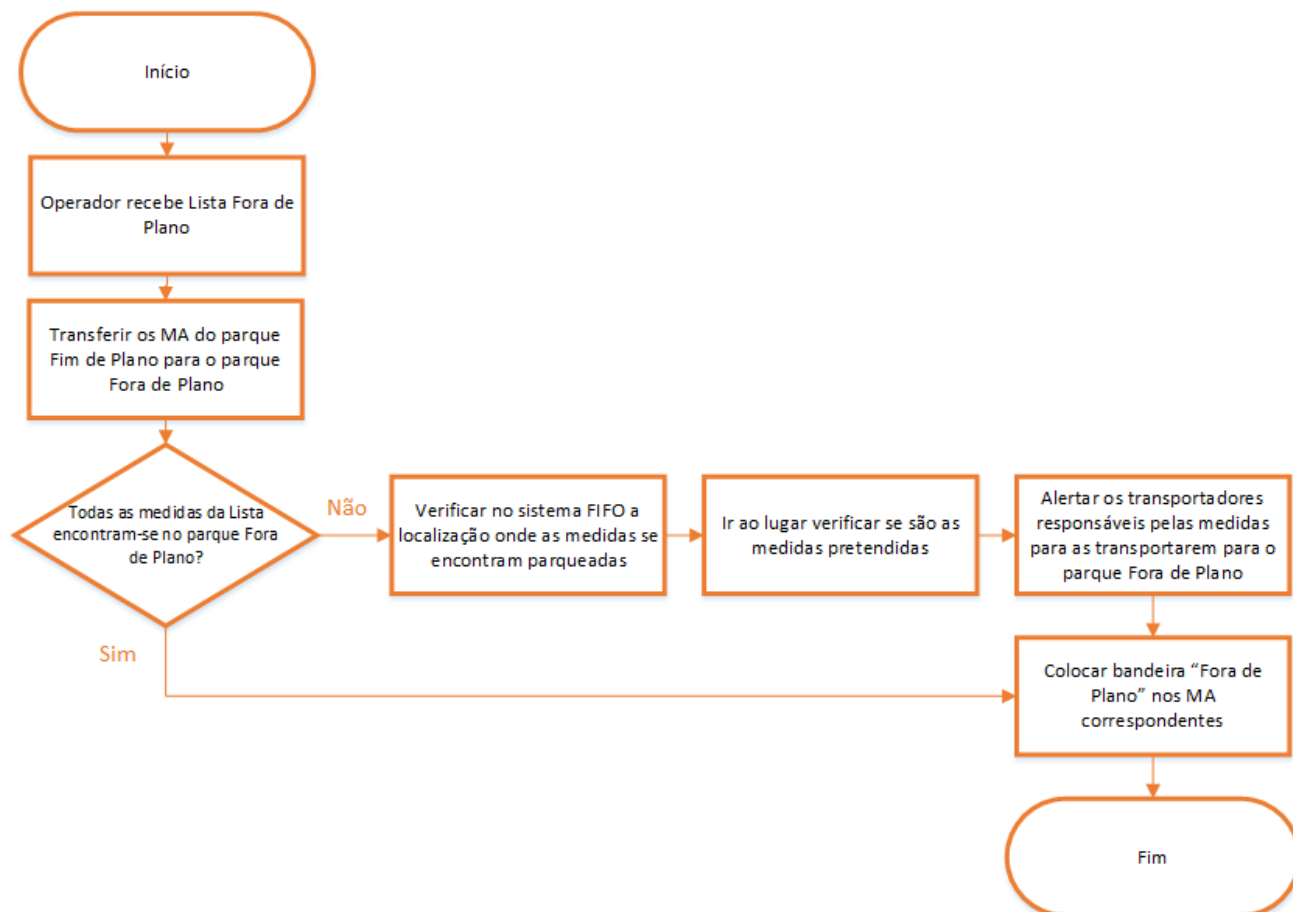 Início
Operador recebe Lista Fora de
Plano
Transferir os MA do parque
Fim de Plano para o parque
Fora de Plano
Todas as medidas da Lista
encontram-se no parque Fora
de Plano?
Não
Verificar no sistema FIFO a
localização onde as medidas se
encontram parqueadas
Ir ao lugar verificar se são as
medidas pretendidas
Alertar os transportadores
responsáveis pelas medidas
para as transportarem para o
parque Fora de Plano
Sim
Colocar bandeira “Fora de
Plano” nos MA
correspondentes
Fim